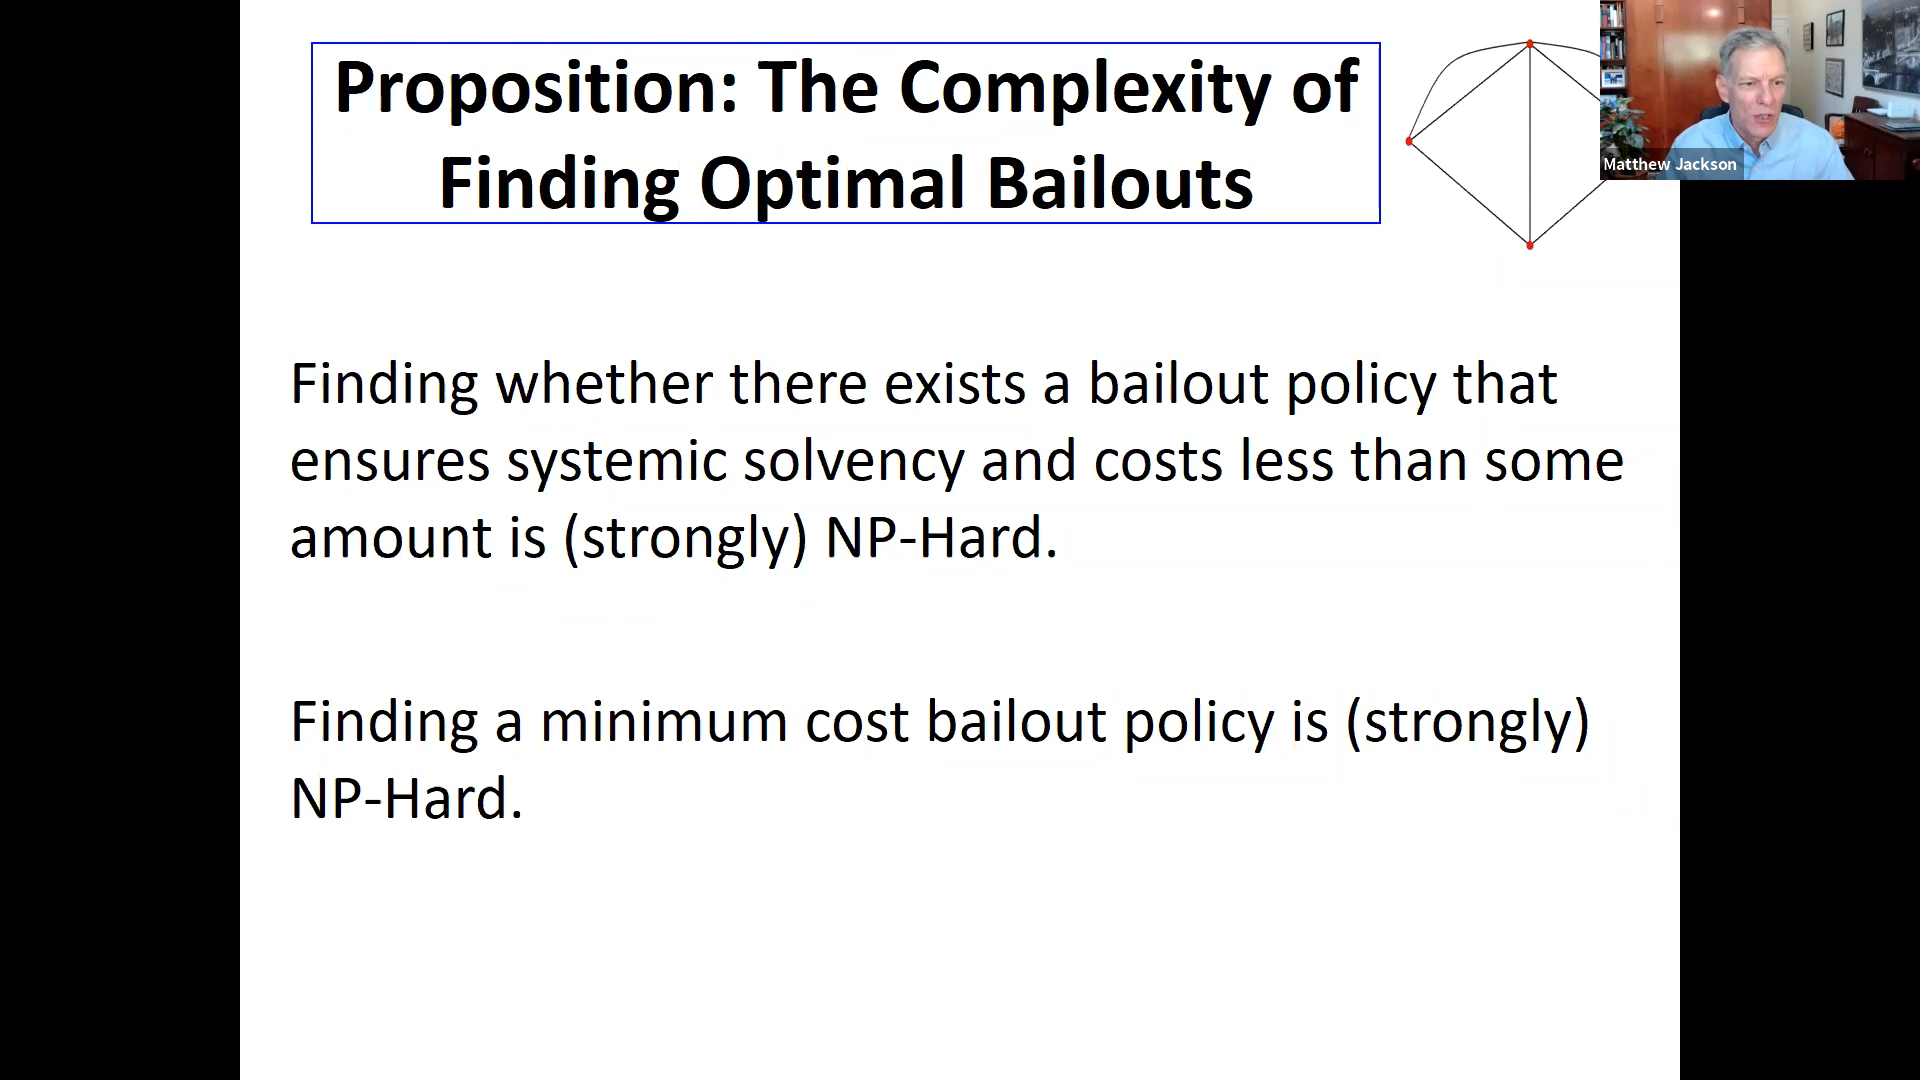 Proposition: The Complexity of
Finding Optimal Bailouts
Matthew Jackson
Finding whether there exists a bailout policy that
ensures systemic solvency and costs less than some
amount is (strongly) NP-Hard.
Finding a minimum cost bailout policy is (strongly)
NP-Hard.